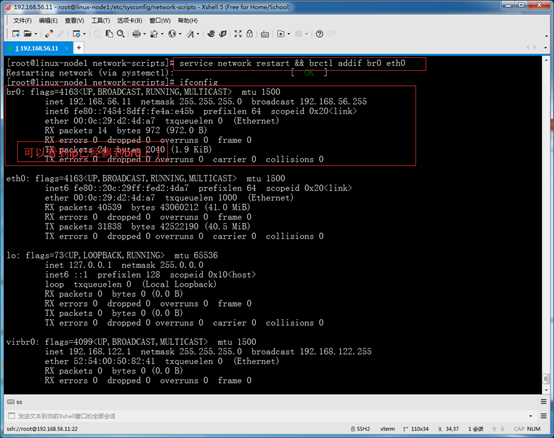 192.168.56.11 - root@linux-node1:/etc/sysconfig/network-scripts - Xshell 5 (Free for Home/School)
文件(F) 编辑(E) 查看(V) 工具(T) 选项卡(B) 窗口(W) 帮助(H)
1 192.168.56.11
[root@linux-node1 network-scripts]# service network restart && brctl addif br0 eth0
Restarting network (via systemctl): [ OK ]
[root@linux-node1 network-scripts]# ifconfig
br0: flags=4163<UP,BROADCAST,RUNNING,MULTICAST> mtu 1500
inet 192.168.56.11 netmask 255.255.255.0 broadcast 192.168.56.255
inet6 fe80::7454:8dff:fe4a:e45b prefixlen 64 scopeid 0x20<link>
ether 00:0c:29:d2:4d:a7 txqueuelen 0 (Ethernet)
RX packets 14 bytes 972 (972.0 B)
RX errors 0 dropped 0 overruns 0 frame 0
TX packets 24 bytes 2040 (1.9 KiB)
TX errors 0 dropped 0 overruns 0 carrier 0 collisions 0
eth0: flags=4163<UP,BROADCAST,RUNNING,MULTICAST> mtu 1500
inet6 fe80::20c:29ff:fed2:4da7 prefixlen 64 scopeid 0x20<link>
ether 00:0c:29:d2:4d:a7 txqueuelen 1000 (Ethernet)
RX packets 40539 bytes 43060212 (41.0 MiB)
RX errors 0 dropped 0 overruns 0 frame 0
TX packets 31838 bytes 42522190 (40.5 MiB)
TX errors 0 dropped 0 overruns 0 carrier 0 collisions 0
lo: flags=73<UP,LOOPBACK,RUNNING> mtu 65536
inet 127.0.0.1 netmask 255.0.0.0
inet6 ::1 prefixlen 128 scopeid 0x10<host>
loop txqueuelen 0 (Local Loopback)
RX packets 0 bytes 0 (0.0 B)
RX errors 0 dropped 0 overruns 0 frame 0
TX packets 0 bytes 0 (0.0 B)
TX errors 0 dropped 0 overruns 0 carrier 0 collisions 0
virbr0: flags=4099<UP,BROADCAST,MULTICAST> mtu 1500
inet 192.168.122.1 netmask 255.255.255.0 broadcast 192.168.122.255
ether 52:54:00:50:82:41 txqueuelen 0 (Ethernet)
RX packets 0 bytes 0 (0.0 B)
RX errors 0 dropped 0 overruns 0 frame 0
ss
发送文本到当前Xshell窗口的全部会话
ssh://root@192.168.56.11:22 SSH2 xterm 110x34 34,37 1 会话 CAP NUM